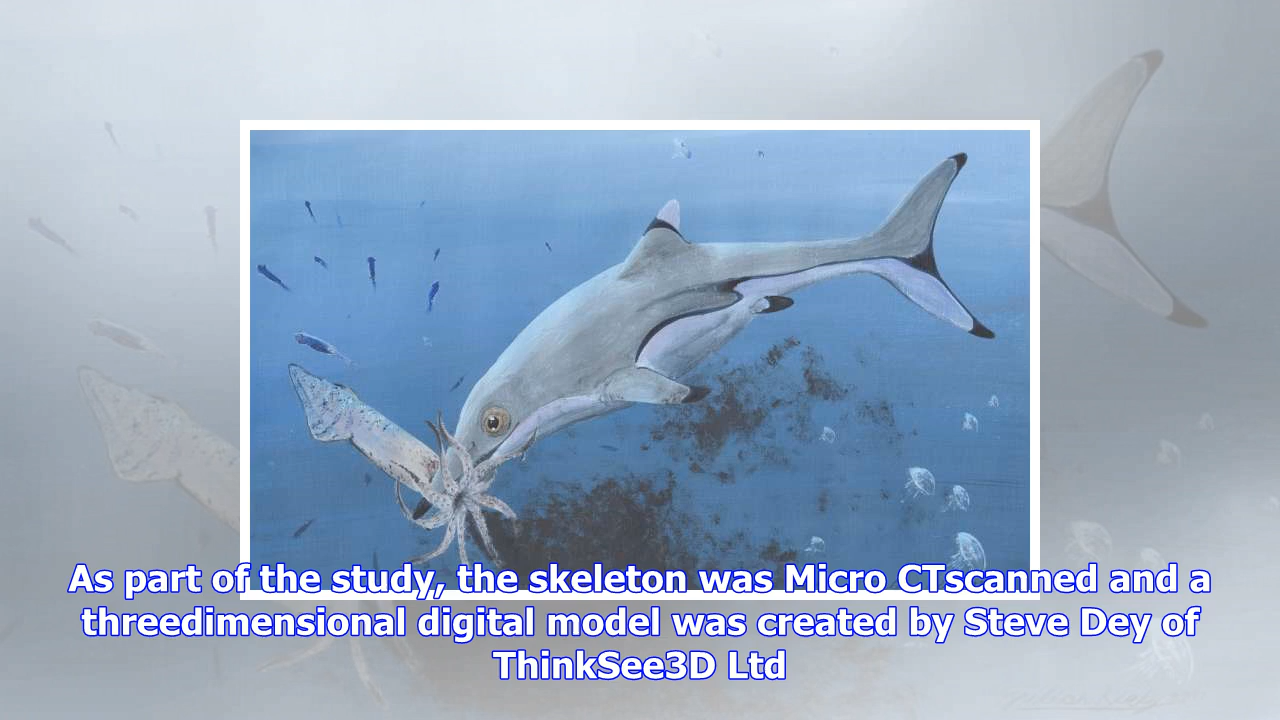 As part of the study, the skeleton was Micro CTscanned and a
threedimensional digital model was created by Steve Dey of
ThinkSee3D Ltd